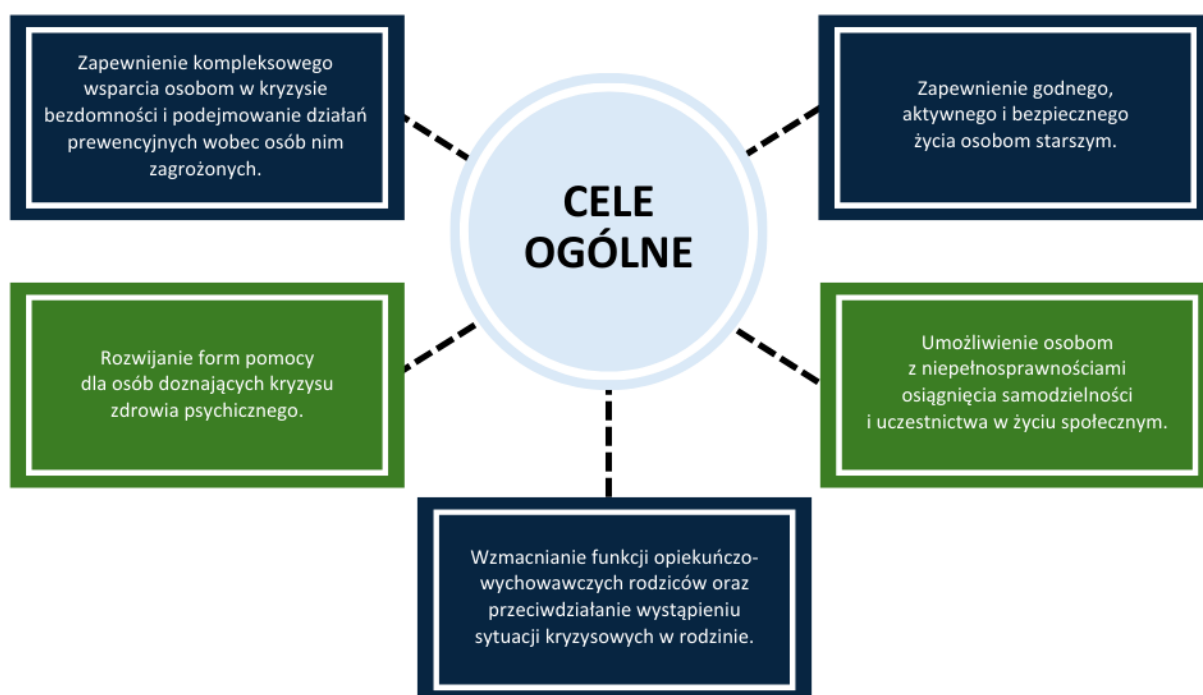 Zapewnienie kompleksowego
wsparcia osobom w kryzysie
bezdomności i podejmowanie działań
prewencyjnych wobec osób nim
zagrożonych.
CELE
OGÓLNE
Zapewnienie godnego,
aktywnego i bezpiecznego
życia osobom starszym.
Rozwijanie form pomocy
dla osób doznających kryzysu
zdrowia psychicznego.
Umożliwienie osobom
z niepełnosprawnościami
osiągnięcia samodzielności
i uczestnictwa w życiu społecznym.
Wzmacnianie funkcji opiekuńczo-
wychowawczych rodziców oraz
przeciwdziałanie wystąpieniu
sytuacji kryzysowych w rodzinie.